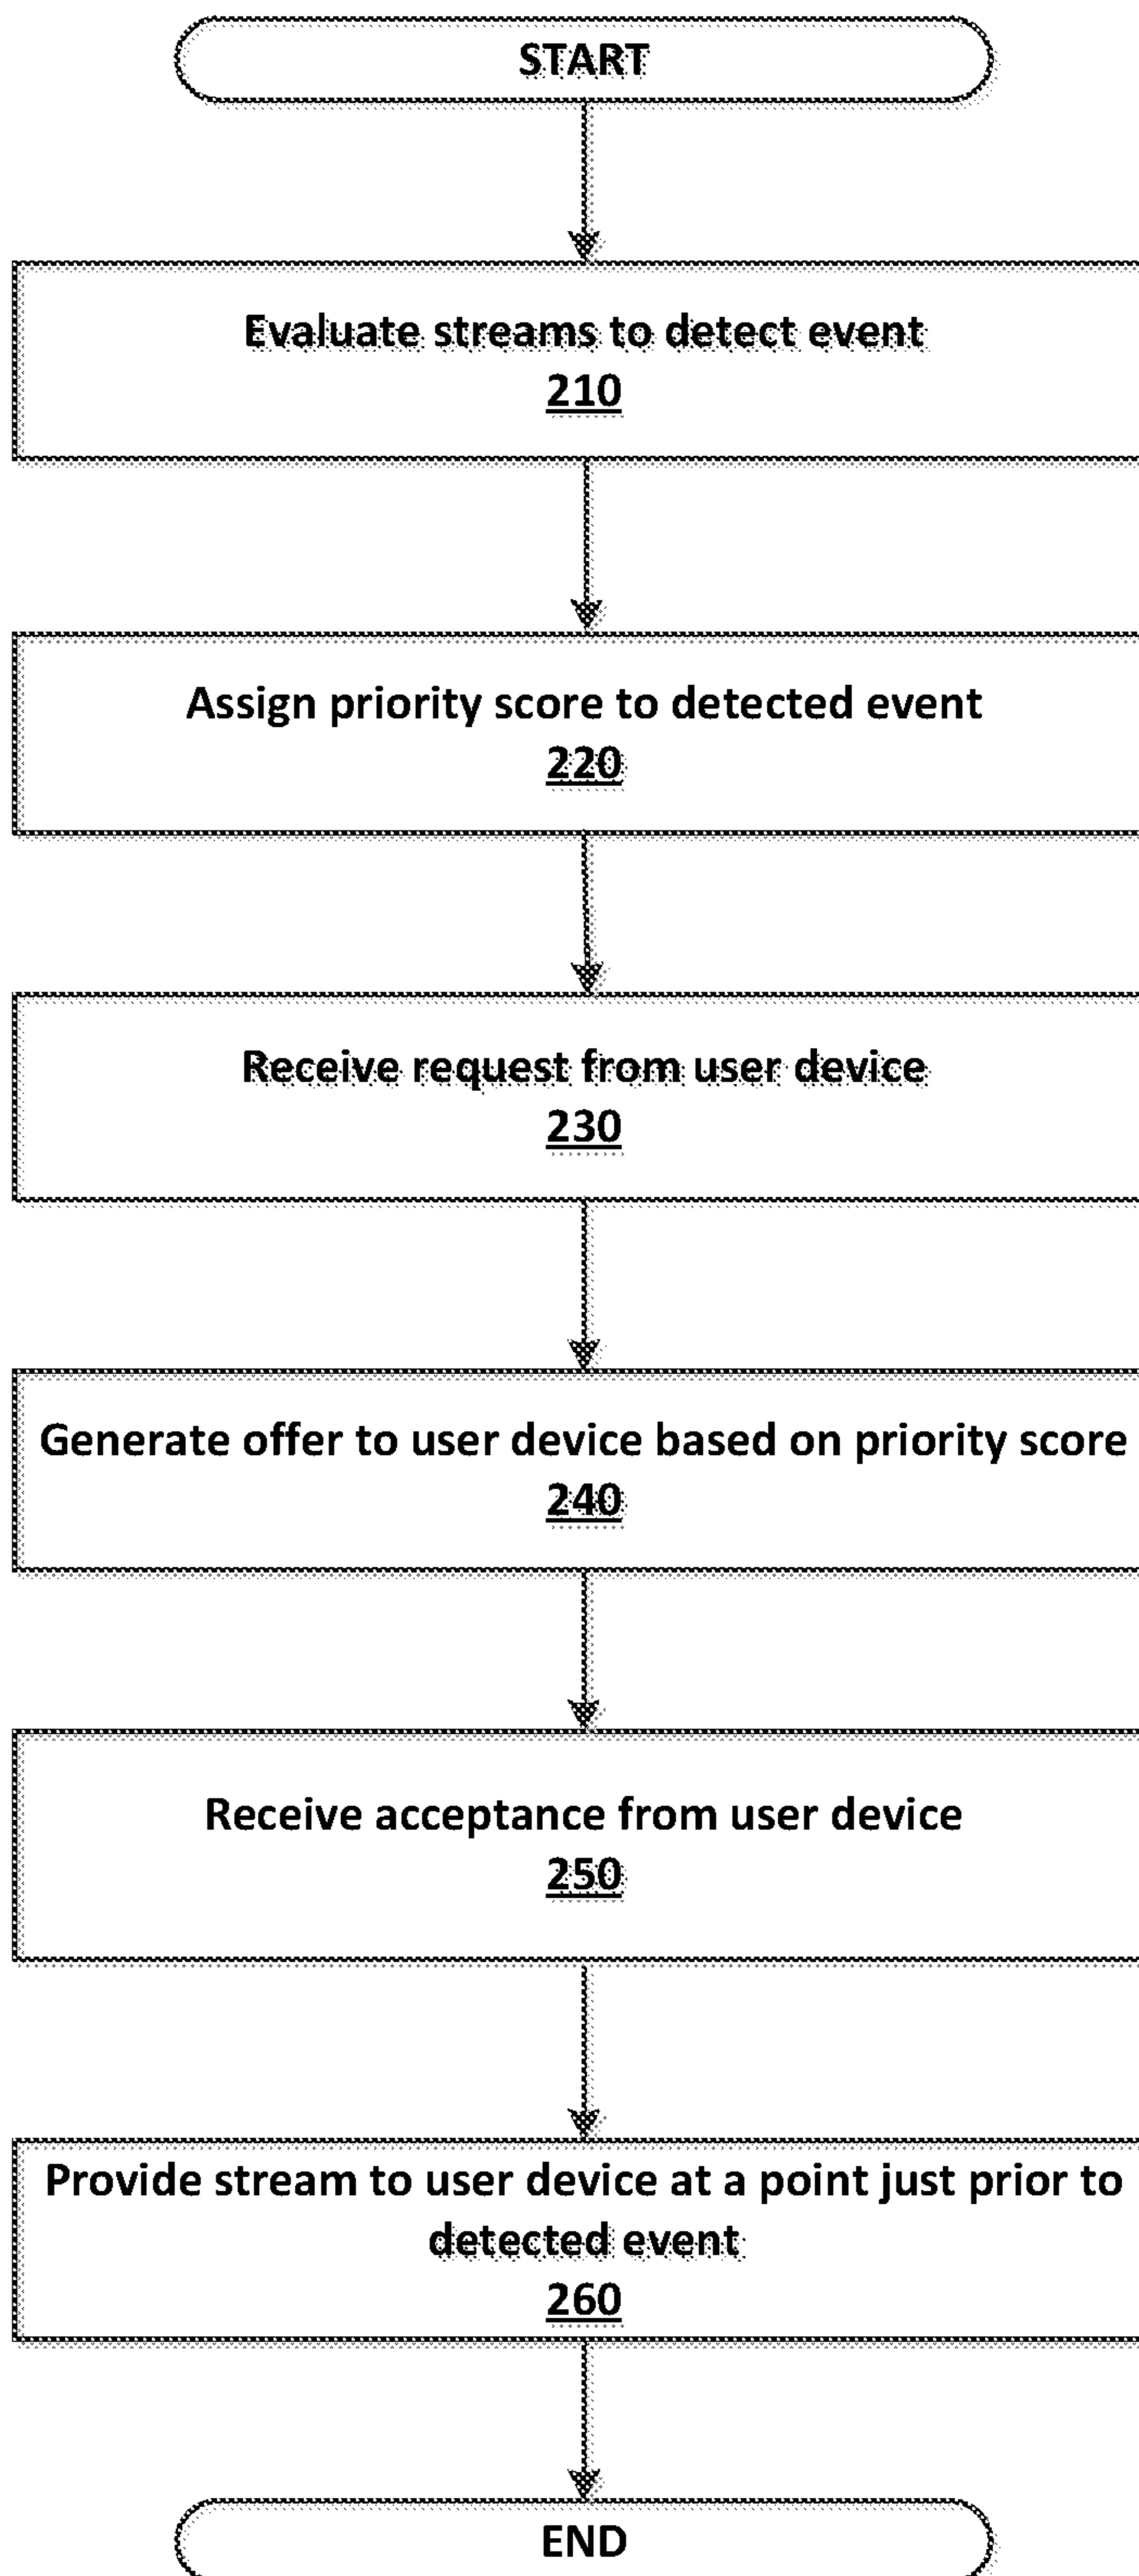 START
Evaluate streams to detect event
210
Assign priority score to detected event
220
Receive request from user device
230
Generate offer to user device based on priority score
240
Receive acceptance from user device
250
Provide stream to user device at a point just prior to
detected event
260
END